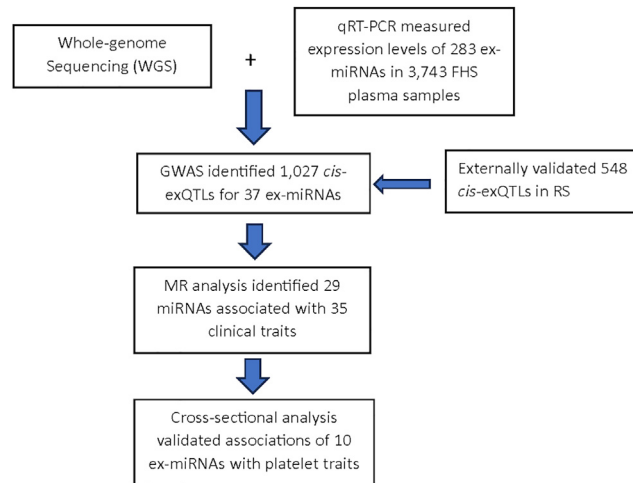 Whole-genome
Sequencing (WGS)
+
qRT-PCR measured
expression levels of 283 ex-
miRNAs in 3,743 FHS
plasma samples
GWAS identified 1,027 cis-
exQTLs for 37 ex-miRNAs
Externally validated 548
cis-exQTLs in RS
MR analysis identified 29
miRNAs associated with 35
clinical traits
Cross-sectional analysis
validated associations of 10
ex-miRNAs with platelet traits